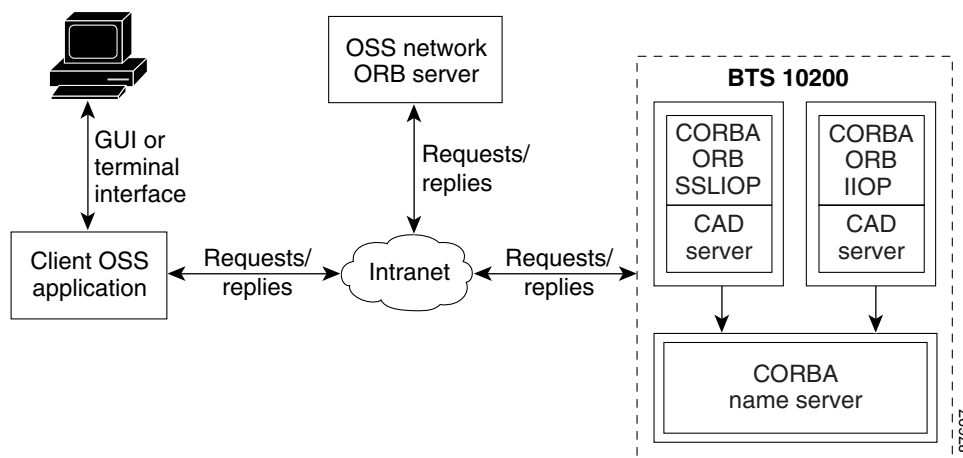 OSS network
ORB server
BTS 10200
GUI or
terminal
interface
Requests/
replies
CORBA
ORB
SSLIOP
CAD
server
CORBA
ORB
IIOP
CAD
server
Client OSS
application
Requests/
replies
Intranet
Requests/
replies
CORBA
name server